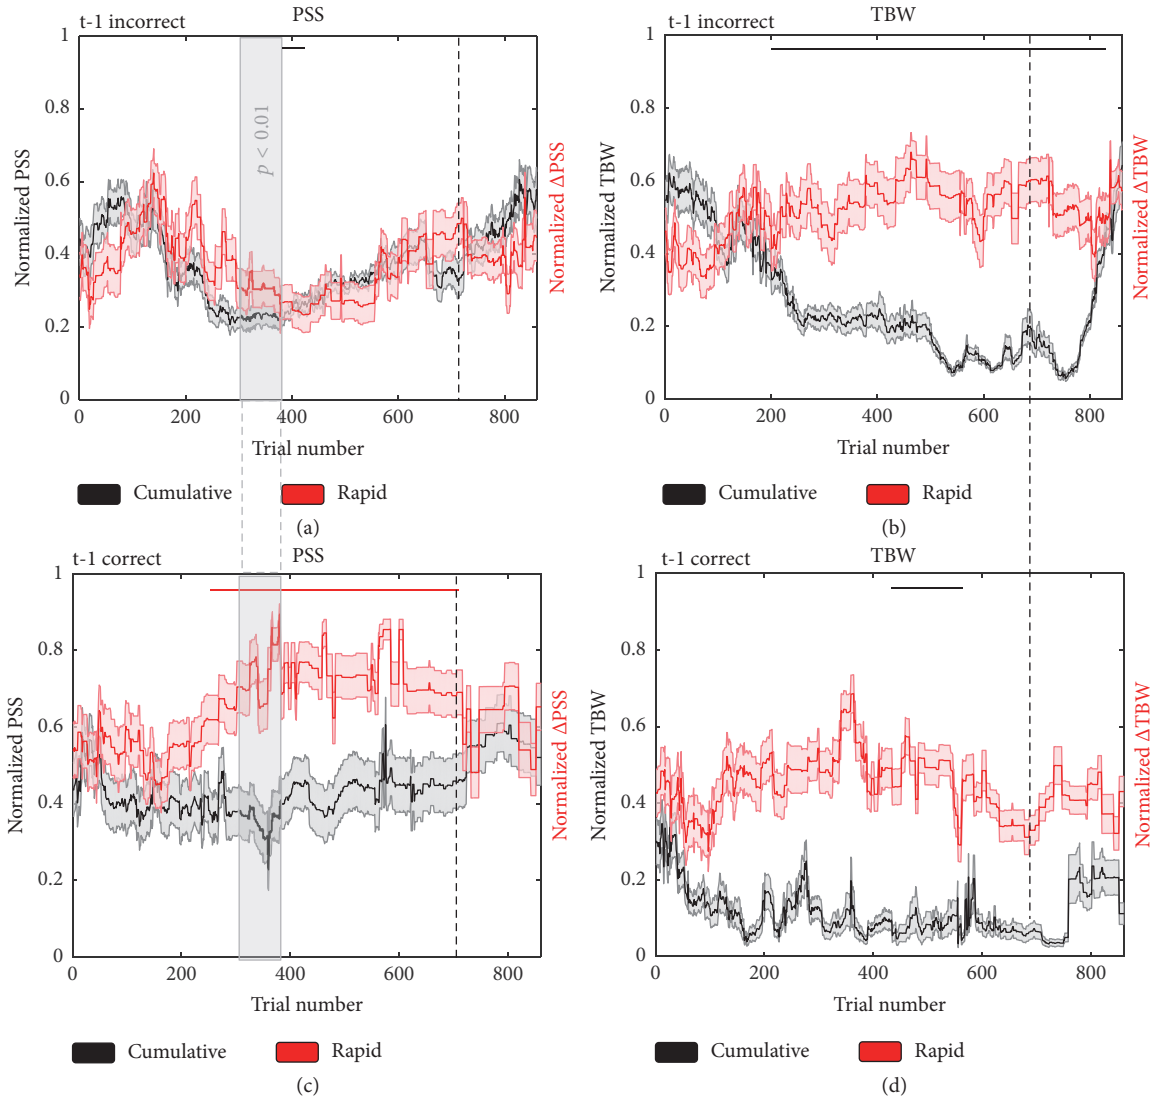 t-1 incorrect PSS
1
0.8
0.6
0.4
0.2
0
Normalized PSS
Normalized ΔPSS
p < 0.01
0 200 400 600 800
Trial number
Cumulative Rapid
(a)
t-1 incorrect TBW
1
0.8
0.6
0.4
0.2
0
Normalized TBW
Normalized ΔTBW
0 200 400 600 800
Trial number
Cumulative Rapid
(b)
t-1 correct PSS
1
0.8
0.6
0.4
0.2
0
Normalized PSS
Normalized ΔPSS
0 200 400 600 800
Trial number
Cumulative Rapid
(c)
t-1 correct TBW
1
0.8
0.6
0.4
0.2
0
Normalized TBW
Normalized ΔTBW
0 200 400 600 800
Trial number
Cumulative Rapid
(d)